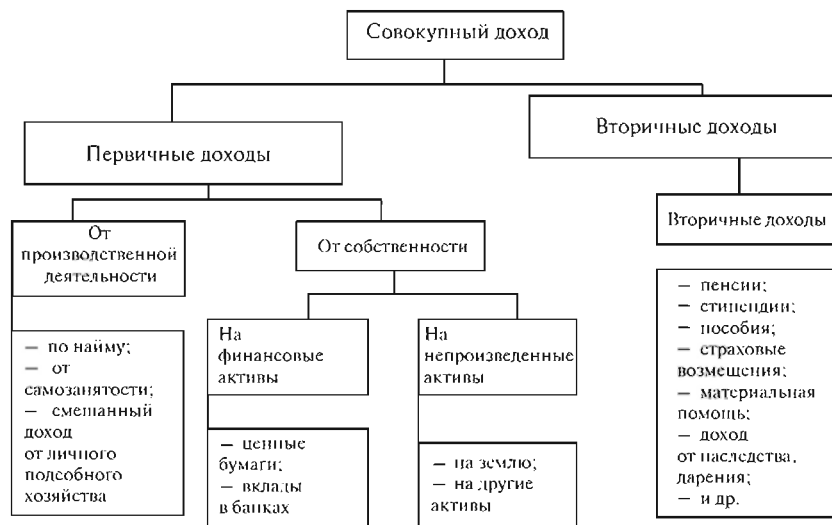 Совокупный доход
Первичные доходы
Вторичные доходы
От
производственной
деятельности
От собственности
Вторичные доходы
— по найму;
— от
самозанятости;
— смешанный
доход
от личного
подсобного
хозяйства
На
финансовые
активы
На
непроизведенные
активы
— ценные
бумаги;
— вклады
в банках
— на землю;
— на другие
активы
— пенсии;
— стипендии;
— пособия;
— страховые
возмещения;
— материальная
помощь;
— доход
от наследства,
дарения;
— и др.